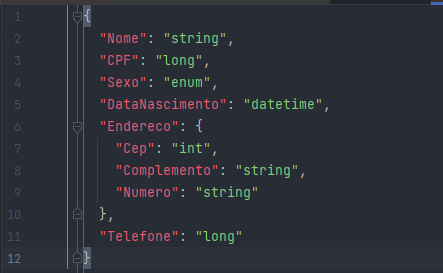 1 {
2 "Nome": "string",
3 "CPF": "long",
4 "Sexo": "enum",
5 "DataNascimento": "datetime",
6 "Endereco": {
7 "Cep": "int",
8 "Complemento": "string",
9 "Numero": "string"
10 },
11 "Telefone": "long"
12 }